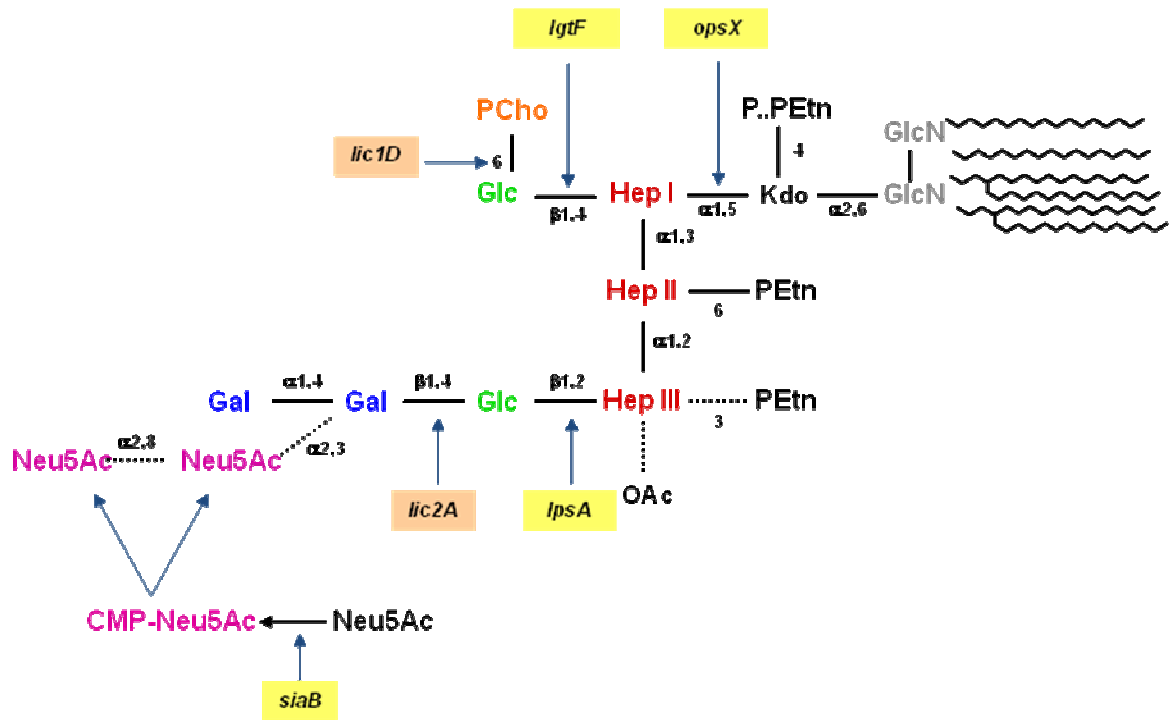 lgtF opsX
PCho P..PEtn GlcN
lic1D 6 4
Glc β1,4 Hep I α1,5 Kdo α2,6 GlcN
α1,3
Hep II 6 PEtn
α1,2
Gal α1,4 Gal β1,4 Glc β1,2 Hep III 3 PEtn
Neu5Ac α2,8 Neu5Ac α2,3
lic2A lpsA OAc
CMP-Neu5Ac Neu5Ac
siaB